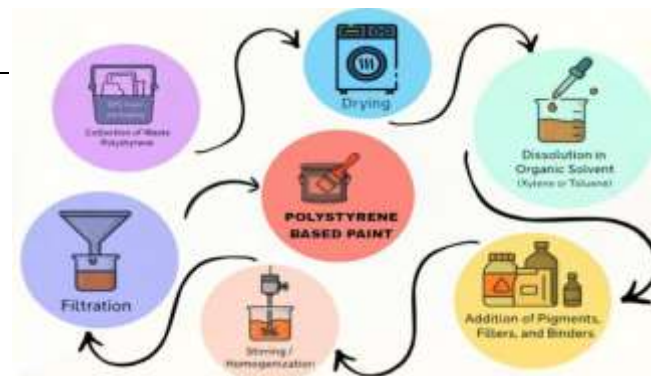 Collection of Waste
Polystyrene
Drying
Dissolution in
Organic Solvent
(Xylene or Toluene)
Addition of Pigments,
Fillers, and Binders
Stirring /
Homogenization
Filtration
POLYSTYRENE
BASED PAINT